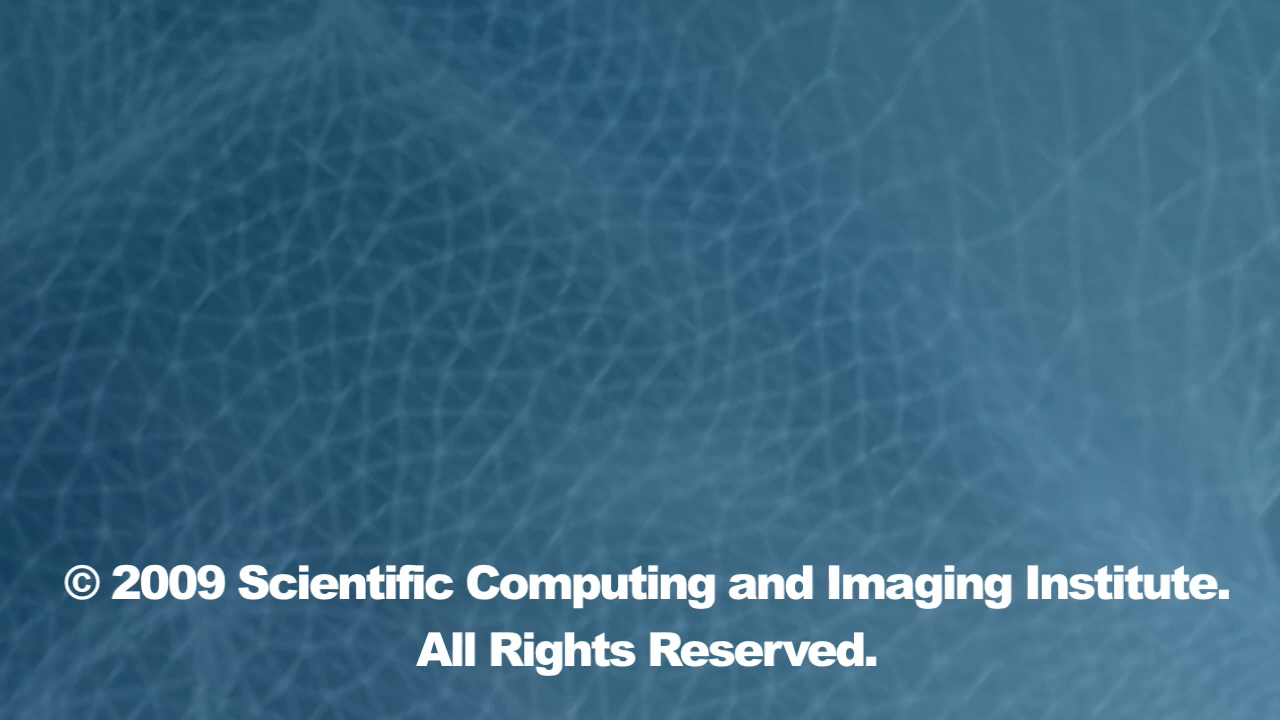 © 2009 Scientific Computing and Imaging Institute.
All Rights Reserved.